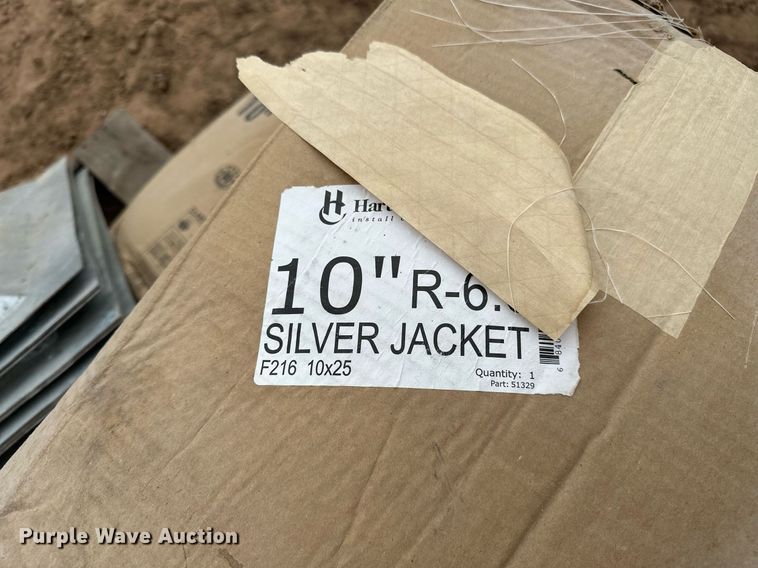 H Hart
install
10" R-6.
SILVER JACKET
F216 10x25
Quantity: 1
Part: 51329
Purple Wave Auction